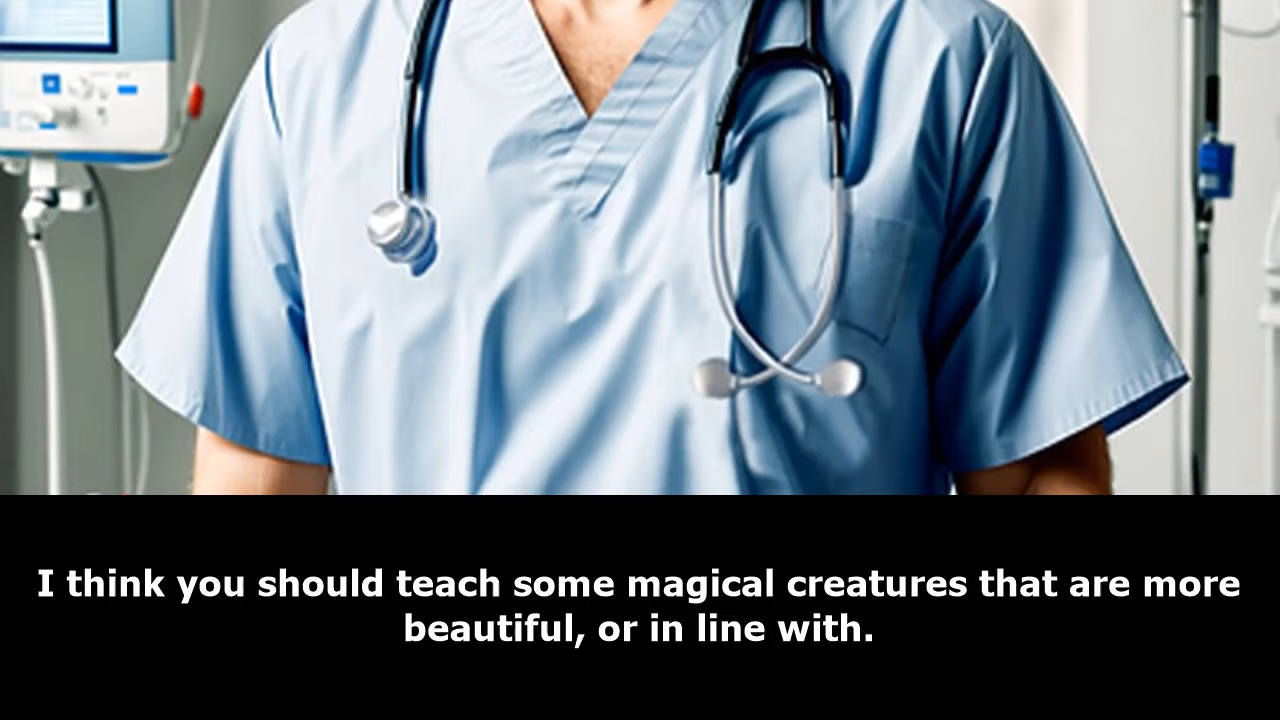 I think you should teach some magical creatures that are more
beautiful, or in line with.